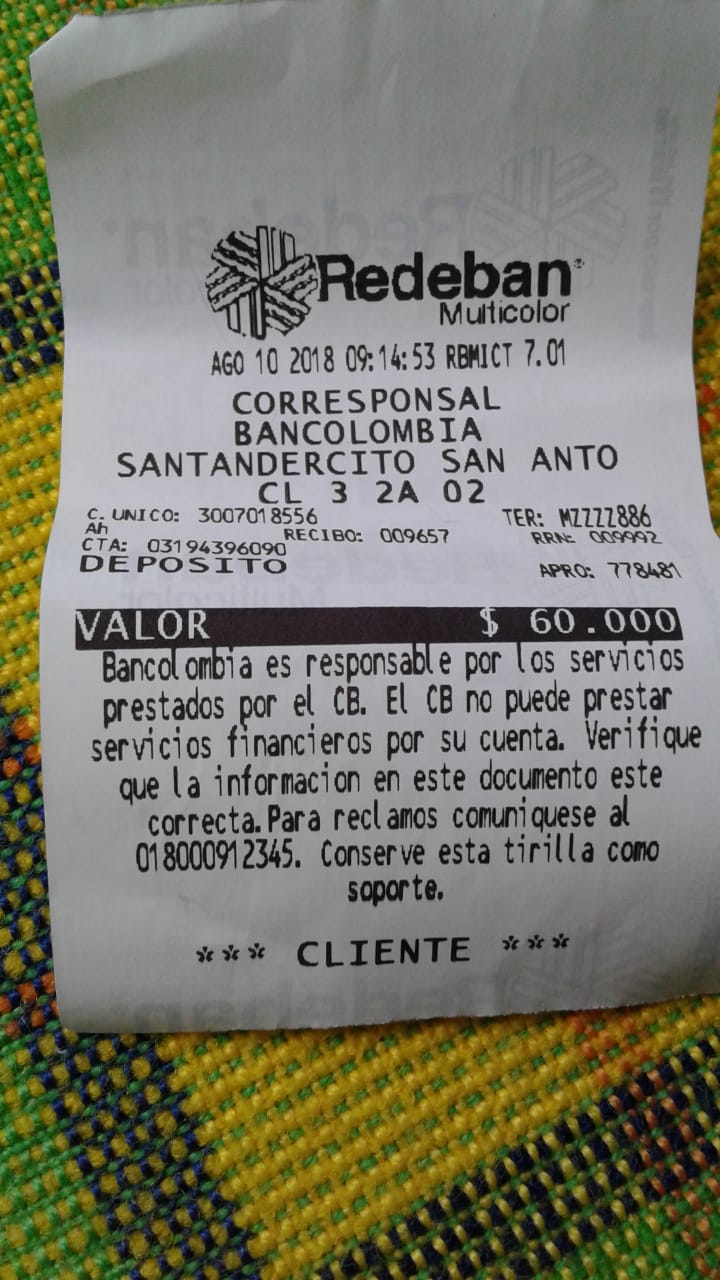 Redeban
Multicolor
AGO 10 2018 09:14:53 RBMICT 7.01
CORRESPONSAL
BANCOLOMBIA
SANTANDERCITO SAN ANTO
CL 3 2A 02
C. UNICO: 3007018556 TER: MZZZZ886
Ah RECIBO: 009657 RRN: 009992
CTA: 03194396090
DEPOSITO APRO: 778481
VALOR $ 60.000
Bancolombia es responsable por los servicios
prestados por el CB. El CB no puede prestar
servicios financieros por su cuenta. Verifique
que la informacion en este documento este
correcta.Para reclamos comuniquese al
018000912345. Conserve esta tirilla como
soporte.
*** CLIENTE ***